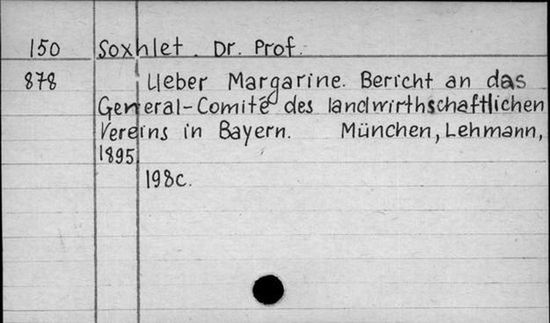 150 Soxhlet. Dr. Prof.
878 Ueber Margarine. Bericht an das
General-Comité des landwirthschaftlichen
Vereins in Bayern. München, Lehmann,
1895
198c.